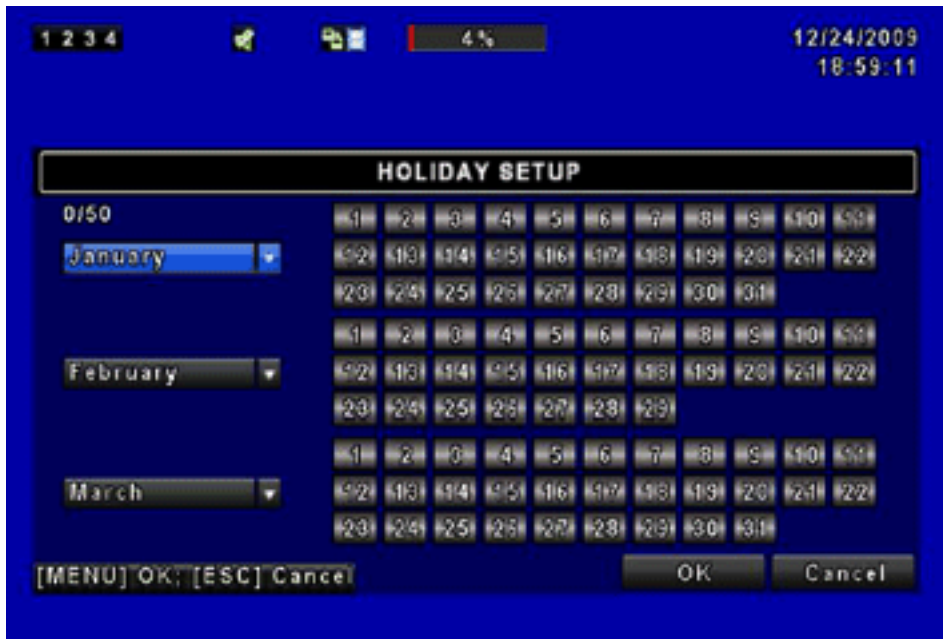 1 2 3 4 4% 12/24/2009
18:59:11
HOLIDAY SETUP
0/50
January
1 2 3 4 5 6 7 8 9 10 11
12 13 14 15 16 17 18 19 20 21 22
23 24 25 26 27 28 29 30 31
February
1 2 3 4 5 6 7 8 9 10 11
12 13 14 15 16 17 18 19 20 21 22
23 24 25 26 27 28 29
March
1 2 3 4 5 6 7 8 9 10 11
12 13 14 15 16 17 18 19 20 21 22
23 24 25 26 27 28 29 30 31
[MENU] OK; [ESC] Cancel
OK Cancel